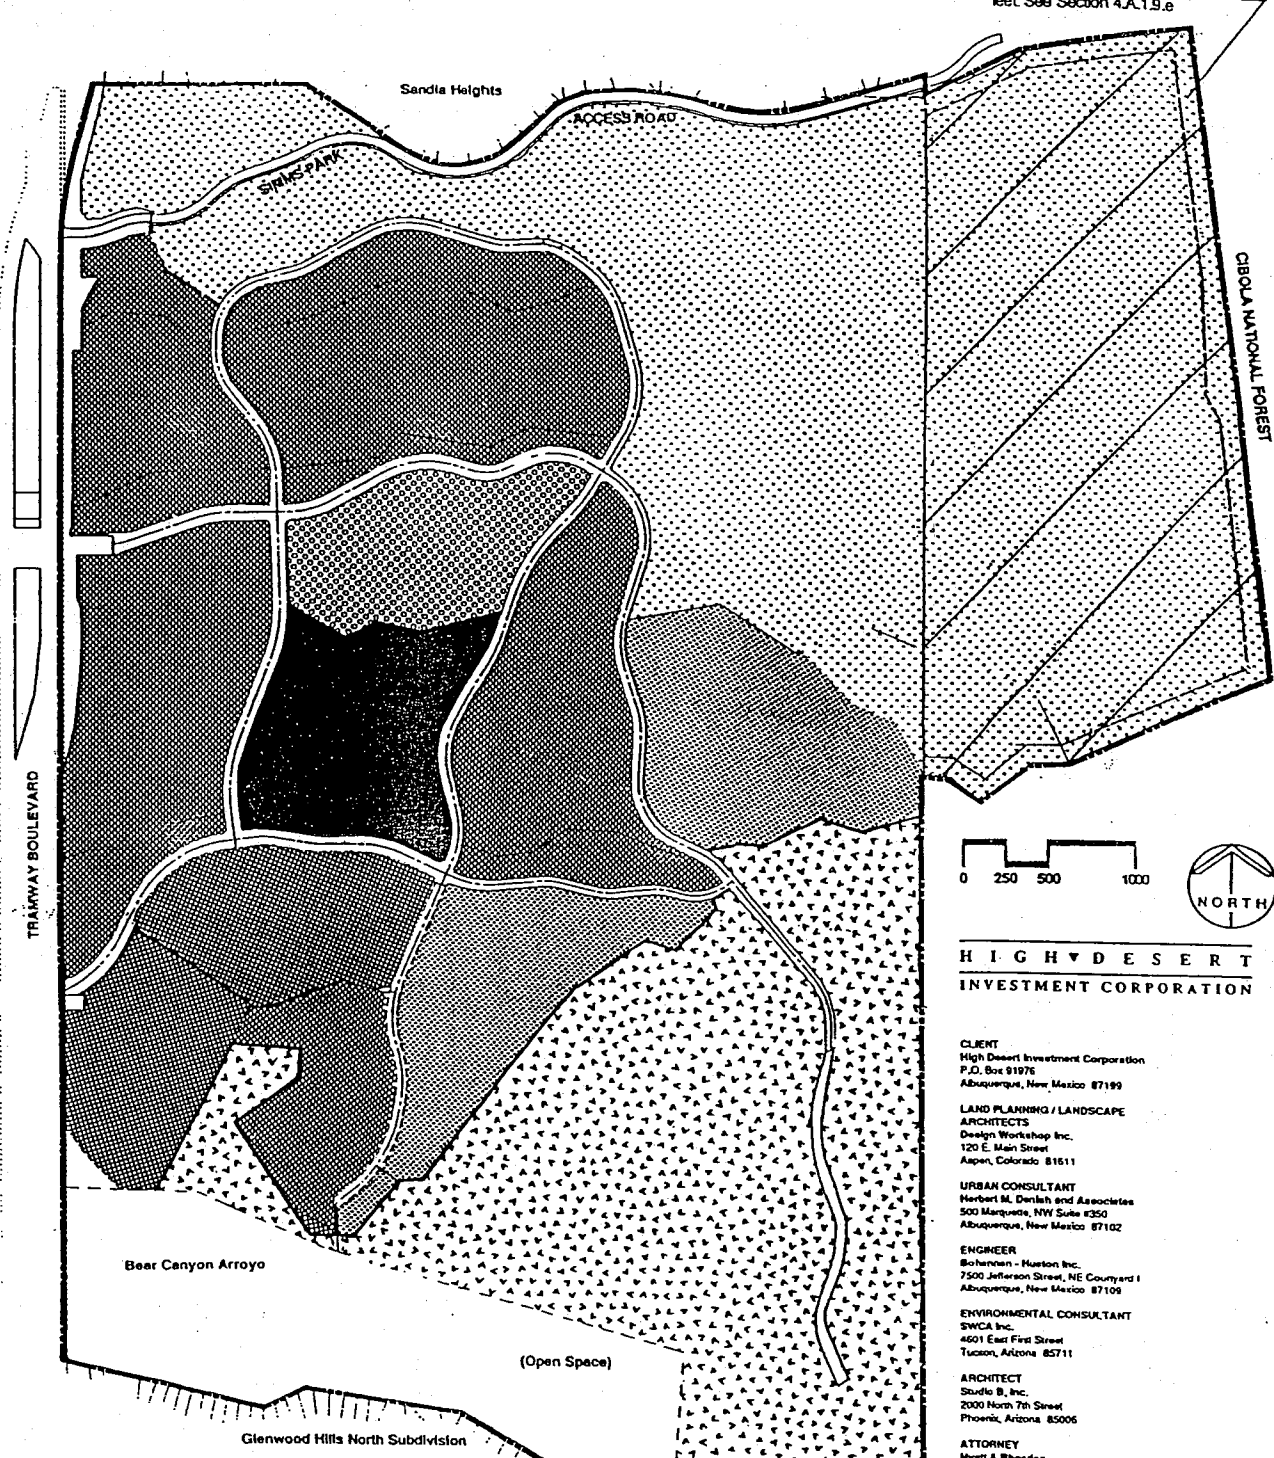 feet. See Section 4.A.1.9.e
Sandia Heights
ACCESS ROAD
SIMMS PARK
CIBOLA NATIONAL FOREST
TRAMWAY BOULEVARD
0 250 500 1000
NORTH
HIGH DESERT
INVESTMENT CORPORATION
CLIENT
High Desert Investment Corporation
P.O. Box 91976
Albuquerque, New Mexico 87199
LAND PLANNING / LANDSCAPE
ARCHITECTS
Design Workshop Inc.
120 E. Main Street
Aspen, Colorado 81611
URBAN CONSULTANT
Herbert M. Denish and Associates
500 Marquette, NW Suite #350
Albuquerque, New Mexico 87102
ENGINEER
Bohannan - Huston Inc.
7500 Jefferson Street, NE Courtyard I
Albuquerque, New Mexico 87109
ENVIRONMENTAL CONSULTANT
SWCA Inc.
4601 East First Street
Tucson, Arizona 85711
ARCHITECT
Studio B, Inc.
2000 North 7th Street
Phoenix, Arizona 85006
ATTORNEY
Bear Canyon Arroyo
(Open Space)
Glenwood Hills North Subdivision